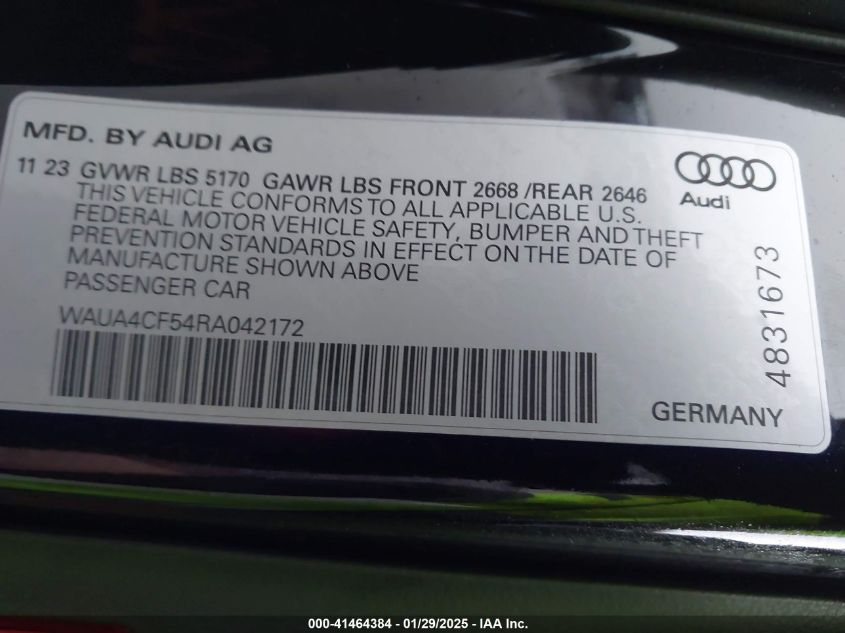 MFD. BY AUDI AG
11 23 GVWR LBS 5170 GAWR LBS FRONT 2668 /REAR 2646
THIS VEHICLE CONFORMS TO ALL APPLICABLE U.S.
FEDERAL MOTOR VEHICLE SAFETY, BUMPER AND THEFT
PREVENTION STANDARDS IN EFFECT ON THE DATE OF
MANUFACTURE SHOWN ABOVE
PASSENGER CAR
WAUA4CF54RA042172
Audi
4831673
GERMANY
000-41464384 - 01/29/2025 - IAA Inc.